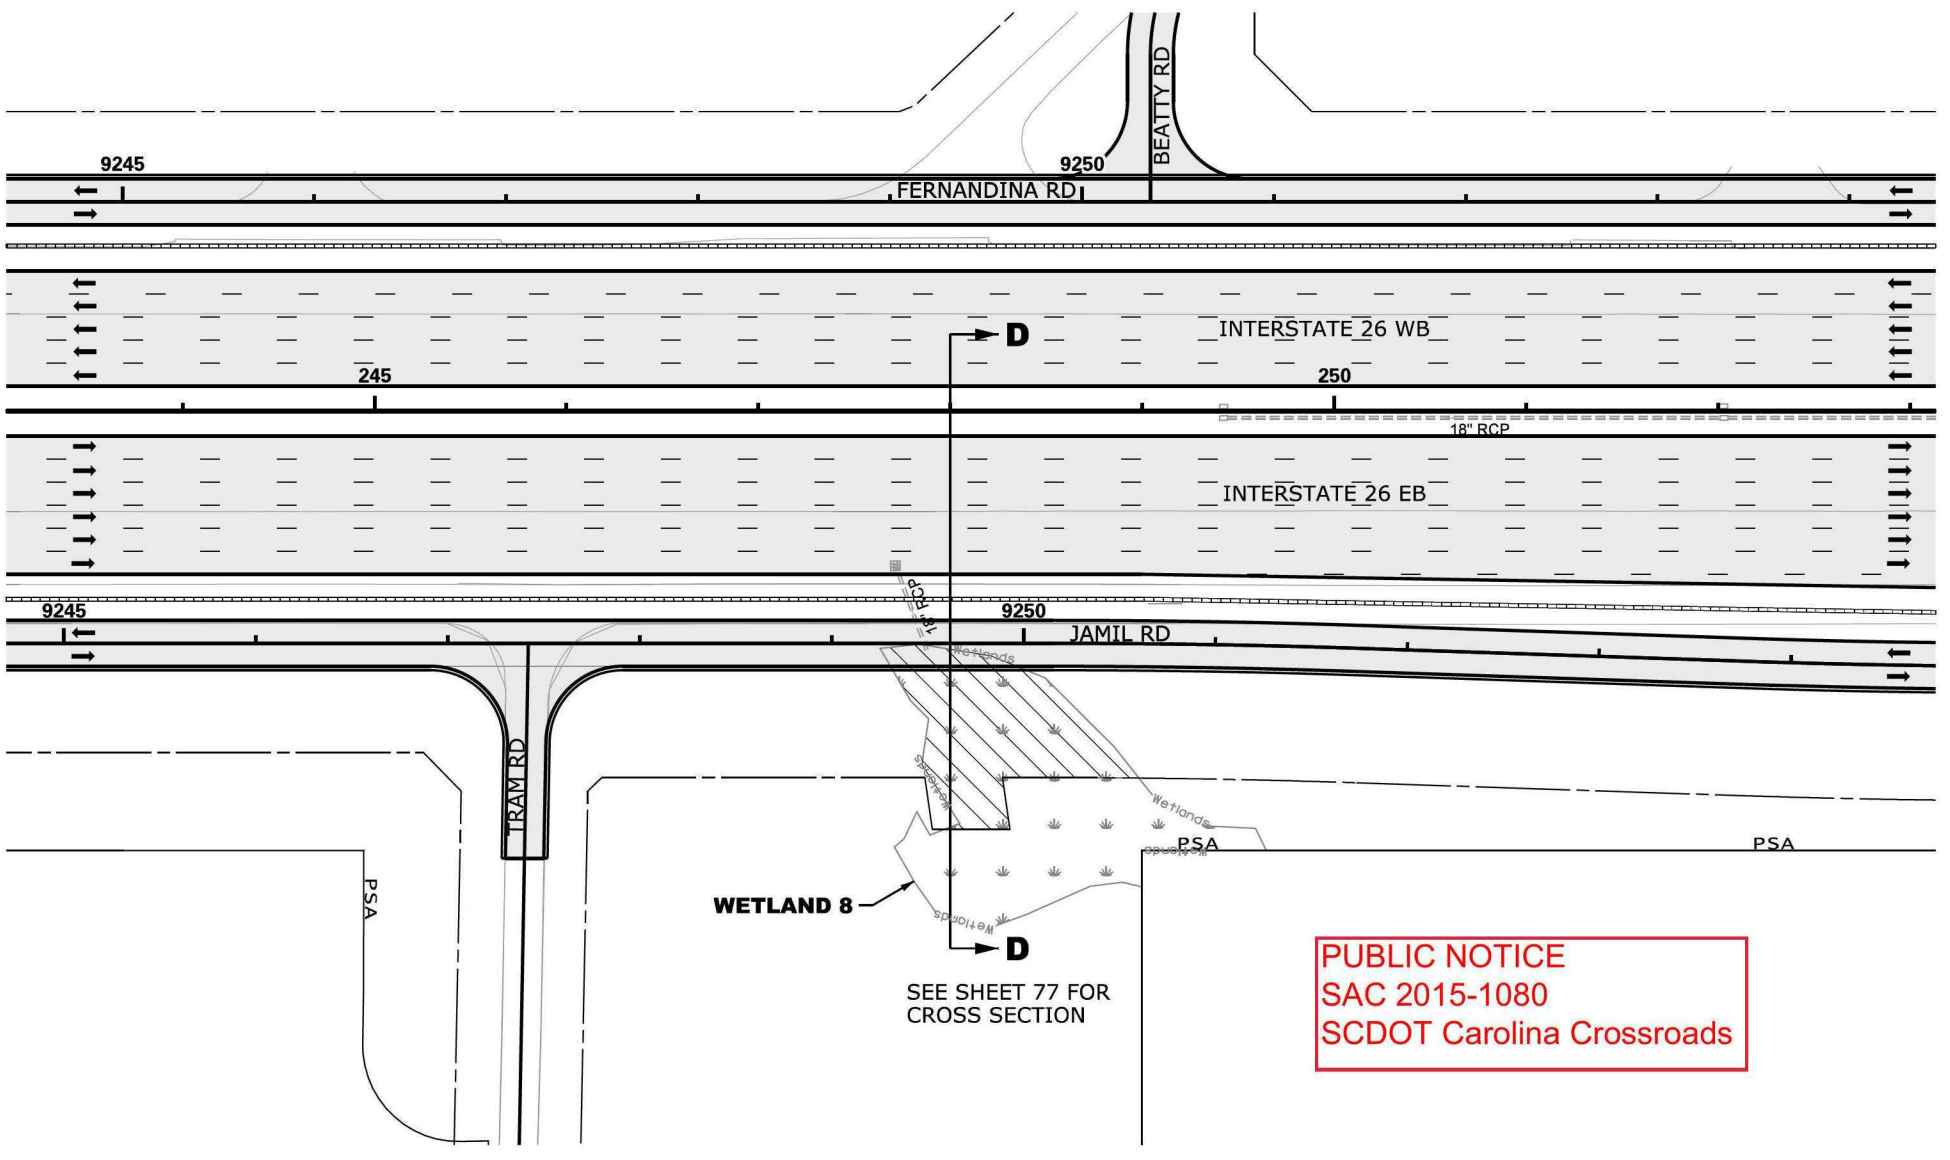 BEATTY RD
9245
9250
FERNANDINA RD
D
INTERSTATE 26 WB
245
250
18" RCP
INTERSTATE 26 EB
18" RCP
9245
9250
JAMIL RD
Wetlands
TRAM RD
Wetlands
Wetlands
PSA
PSA
Wetlands
PSA
WETLAND 8
Wetlands
D
SEE SHEET 77 FOR
CROSS SECTION
PUBLIC NOTICE
SAC 2015-1080
SCDOT Carolina Crossroads